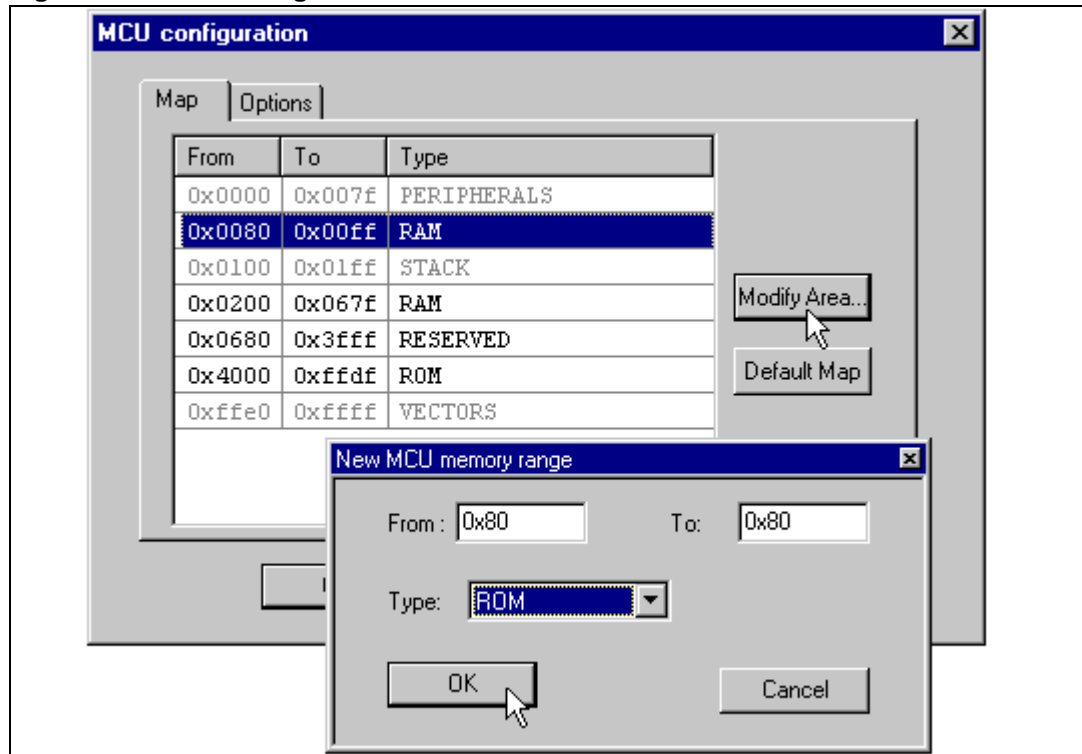 MCU configuration
Map Options
From To Type
0x0000 0x007f PERIPHERALS
0x0080 0x00ff RAM
0x0100 0x01ff STACK
0x0200 0x067f RAM
0x0680 0x3fff RESERVED
0x4000 0xffdf ROM
0xffe0 0xffff VECTORS
Modify Area...
Default Map
New MCU memory range
From : 0x80 To: 0x80
Type: ROM
OK Cancel